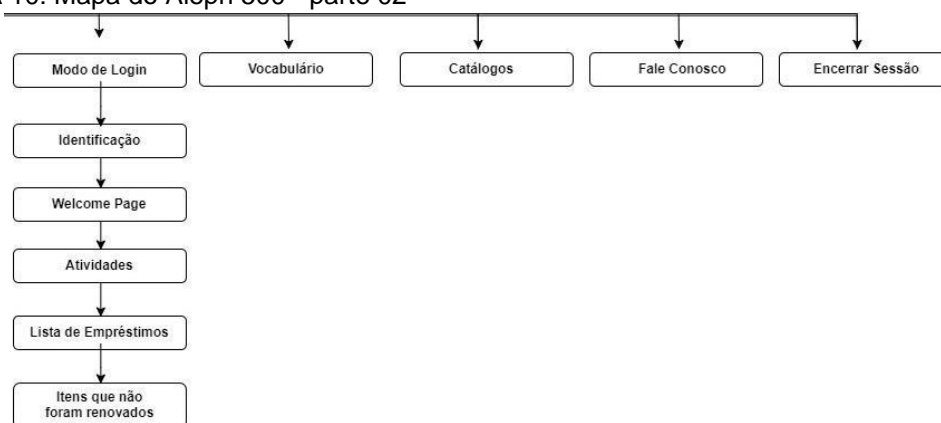 10: Mapa do Aleph 500 - parte 02
Modo de Login
Vocabulário
Catálogos
Fale Conosco
Encerrar Sessão
Identificação
Welcome Page
Atividades
Lista de Empréstimos
Itens que não
foram renovados